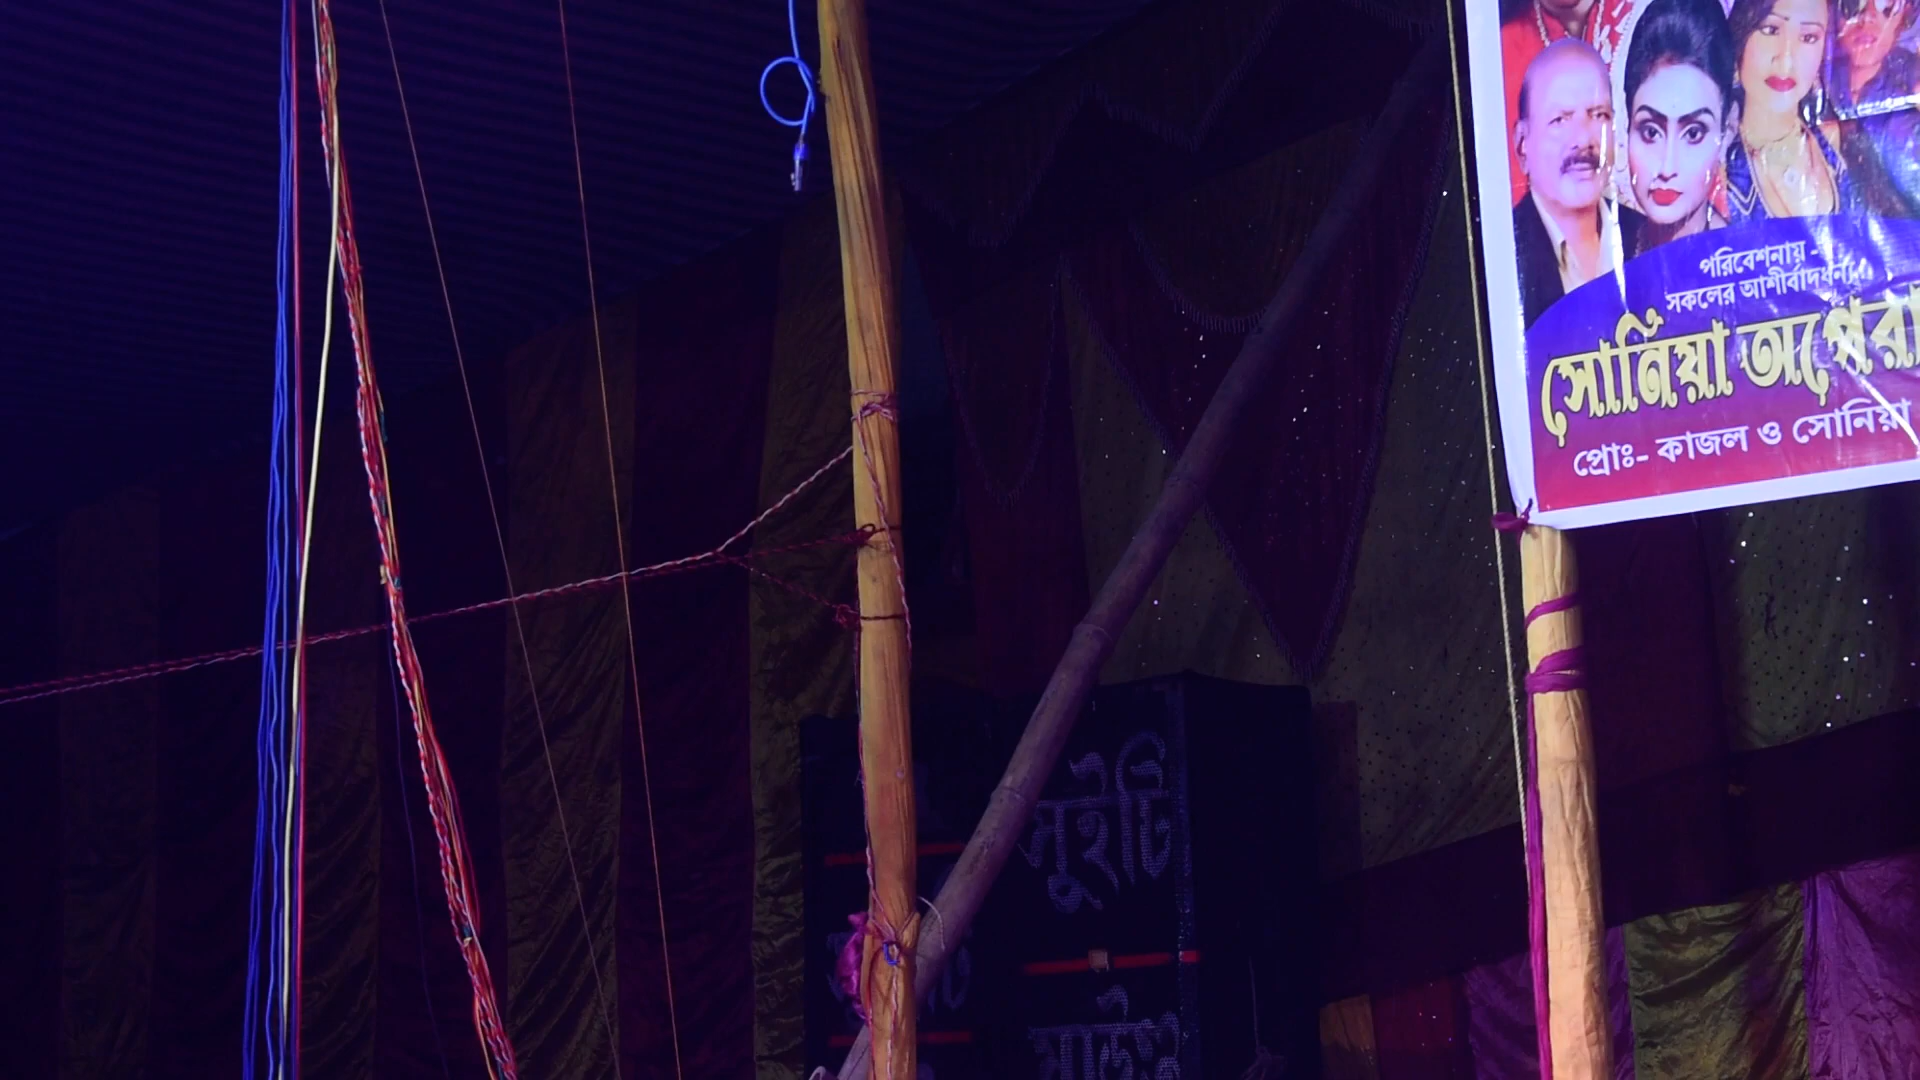 পরিবেশনায় -
সকলের আশীর্বাদধন্য
সোনিয়া অপেরা
প্রোঃ- কাজল ও সোনিয়া
সুইটি